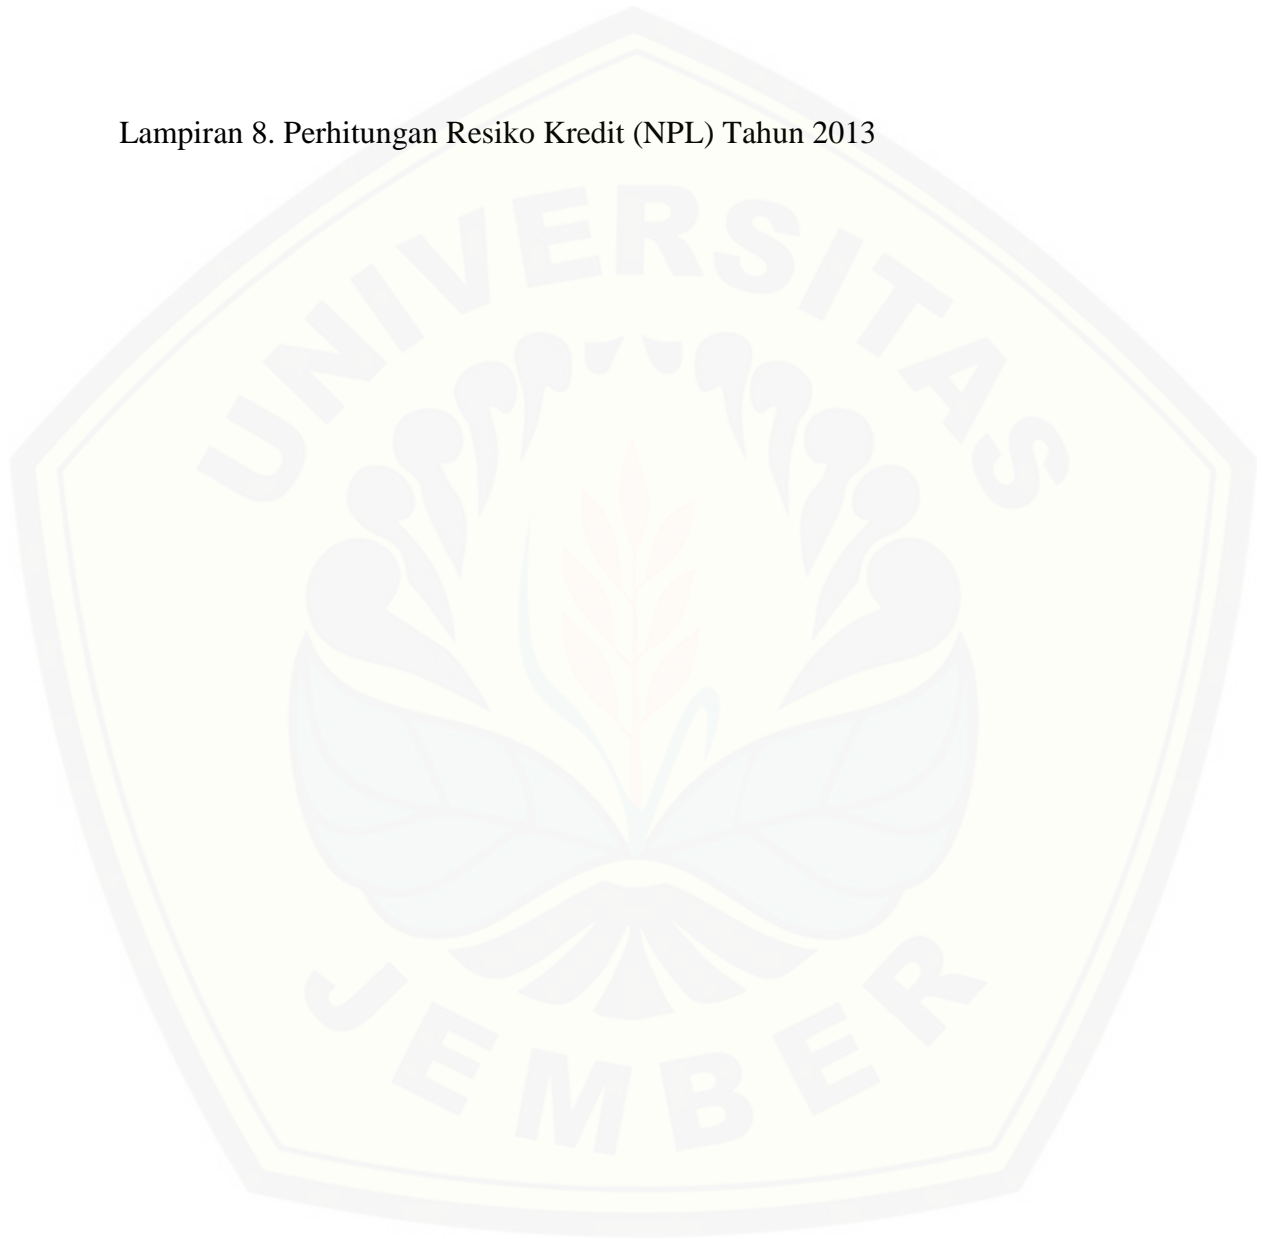 Lampiran 8. Perhitungan Resiko Kredit (NPL) Tahun 2013
UNIVERSITAS
JEMBER